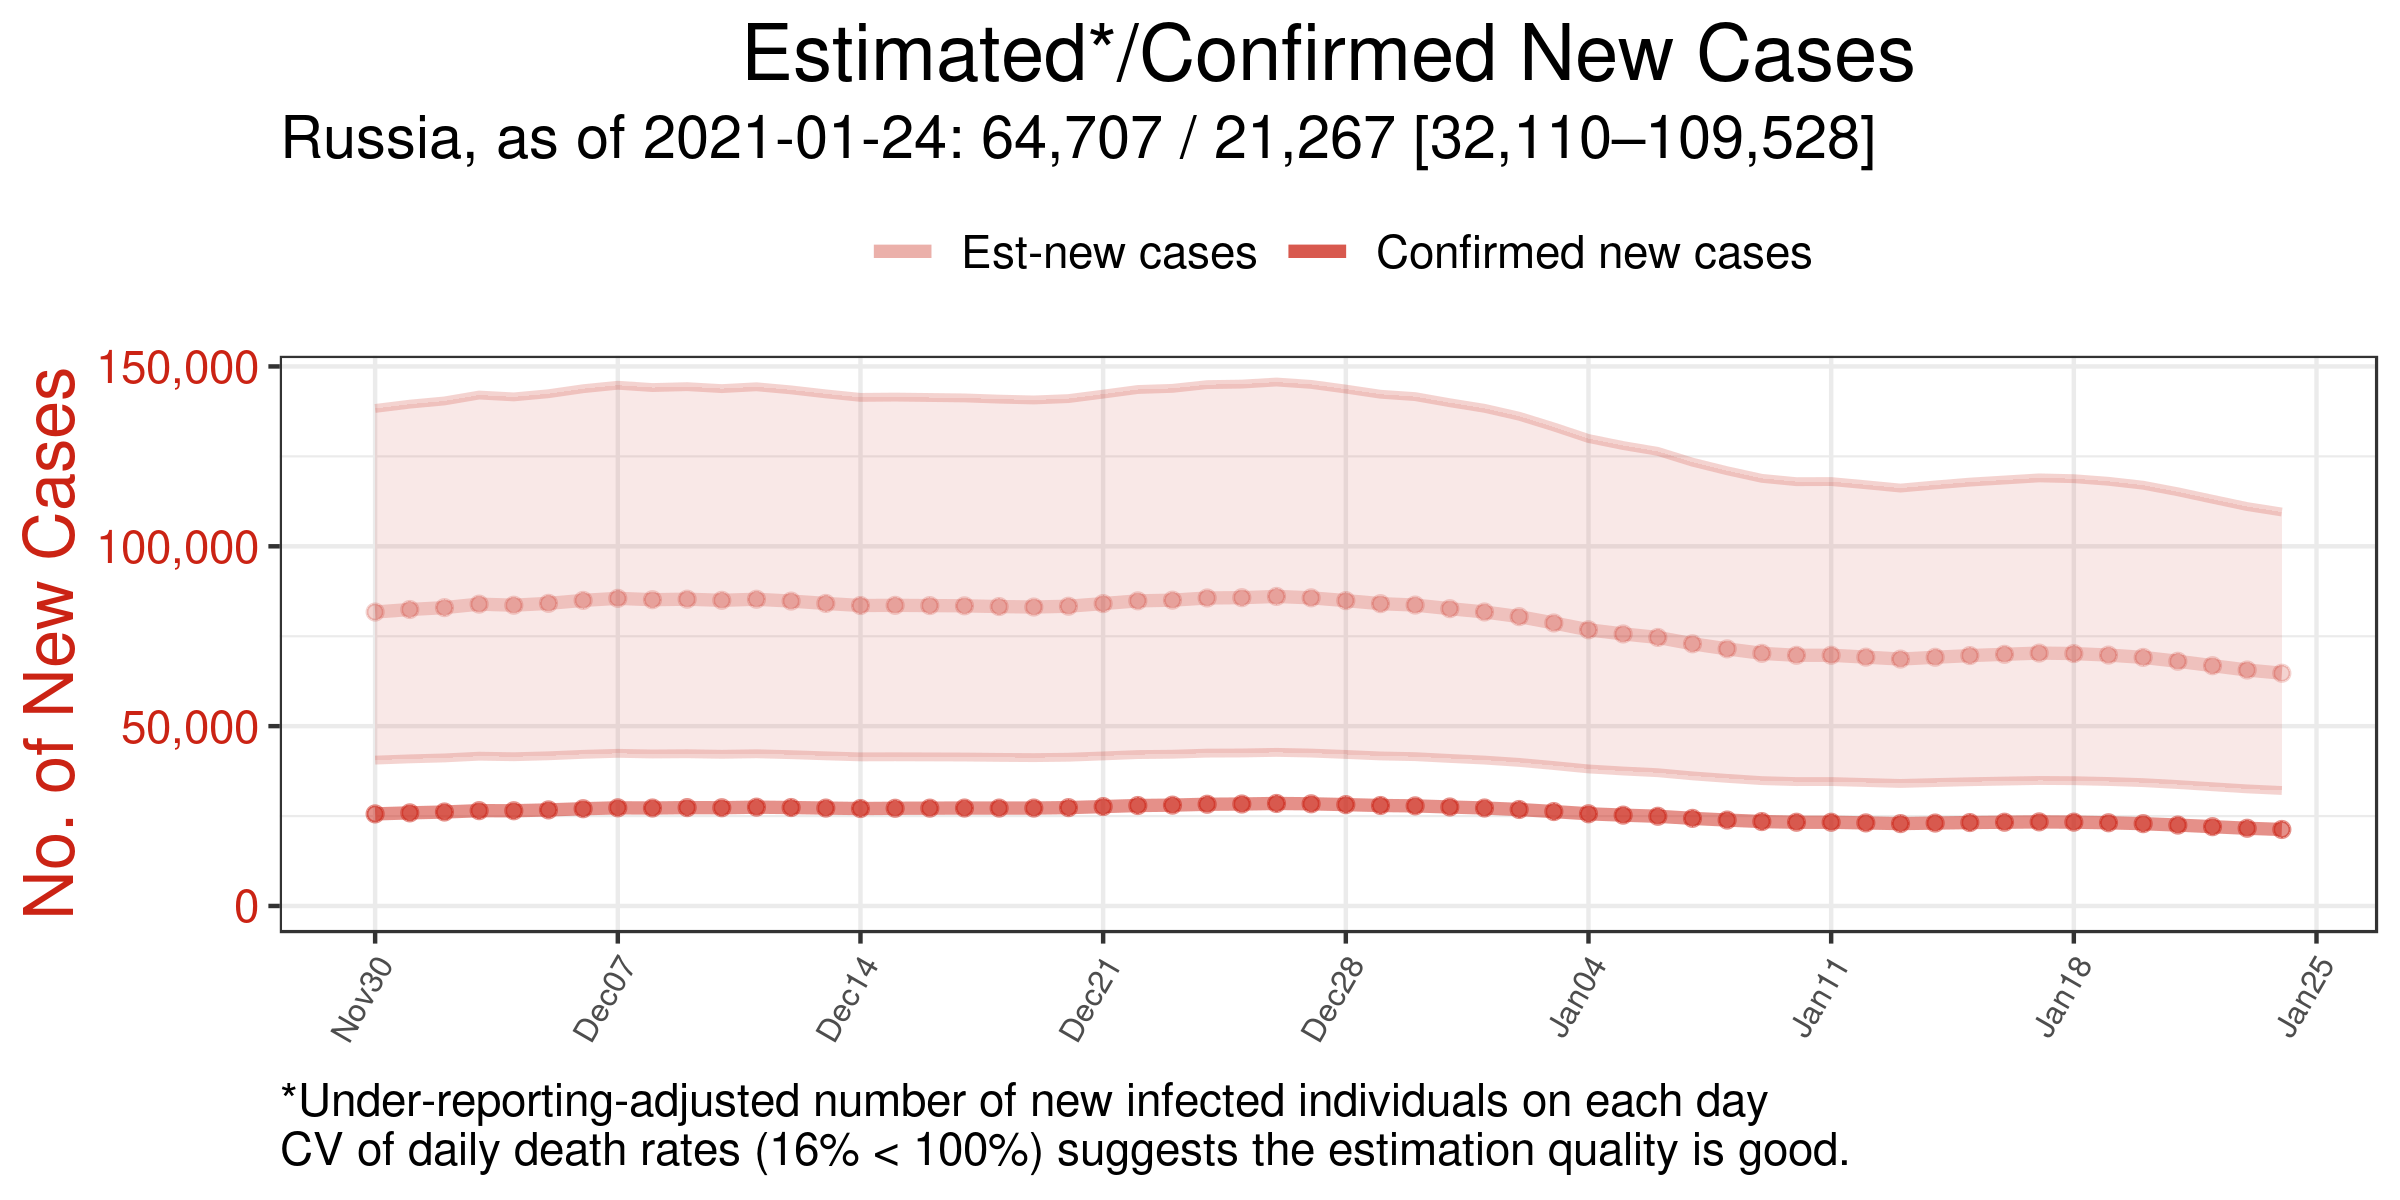 Estimated*/Confirmed New Cases
Russia, as of 2021-01-24: 64,707 / 21,267 [32,110–109,528]
Est-new cases
Confirmed new cases
No. of New Cases
150,000
100,000
50,000
0
Nov30
Dec07
Dec14
Dec21
Dec28
Jan04
Jan11
Jan18
Jan25
*Under-reporting-adjusted number of new infected individuals on each day
CV of daily death rates (16% < 100%) suggests the estimation quality is good.